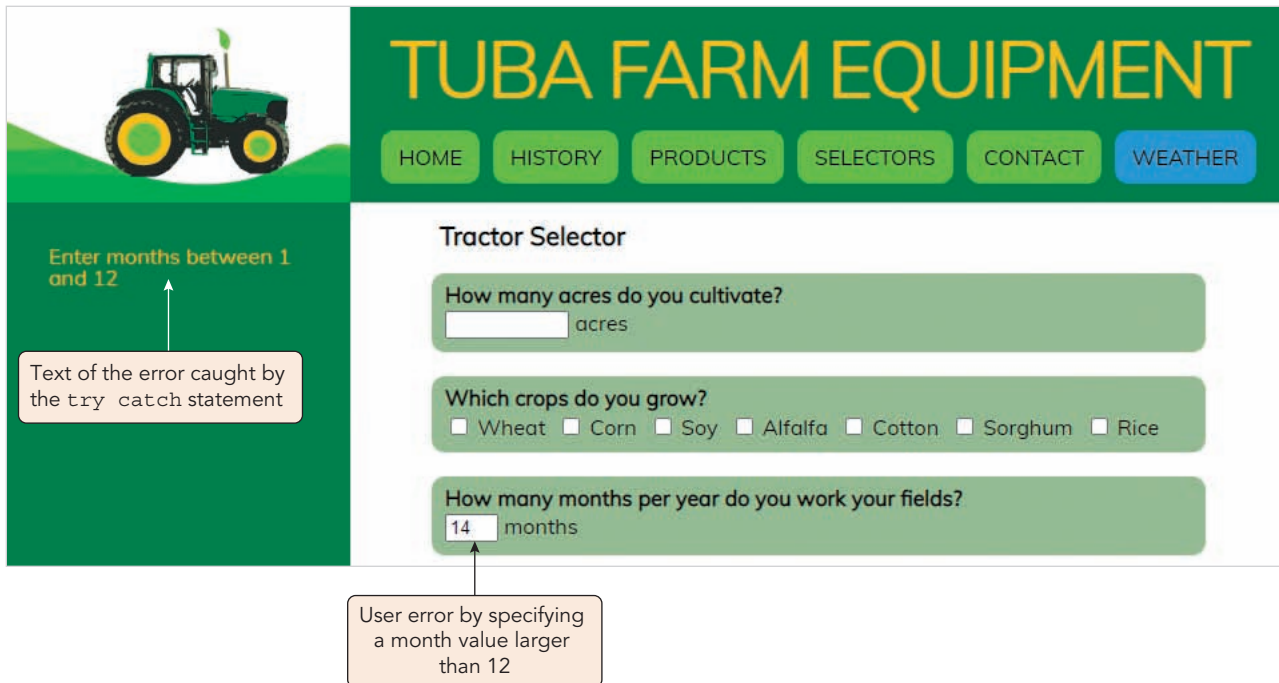 TUBA FARM EQUIPMENT
HOME HISTORY PRODUCTS SELECTORS CONTACT WEATHER
Enter months between 1
and 12
Text of the error caught by
the try catch statement
Tractor Selector
How many acres do you cultivate?
acres
Which crops do you grow?
Wheat Corn Soy Alfalfa Cotton Sorghum Rice
How many months per year do you work your fields?
14 months
User error by specifying
a month value larger
than 12